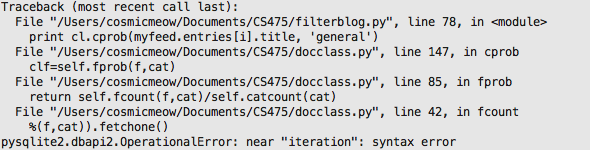 Traceback (most recent call last):
  File "/Users/cosmicmeow/Documents/CS475/filterblog.py", line 78, in <module>
    print cl.cprob(myfeed.entries[i].title, 'general')
  File "/Users/cosmicmeow/Documents/CS475/docclass.py", line 147, in cprob
    clf=self.fprob(f,cat)
  File "/Users/cosmicmeow/Documents/CS475/docclass.py", line 85, in fprob
    return self.fcount(f,cat)/self.catcount(cat)
  File "/Users/cosmicmeow/Documents/CS475/docclass.py", line 42, in fcount
    %(f,cat)).fetchone()
pysqlite2.dbapi2.OperationalError: near "iteration": syntax error